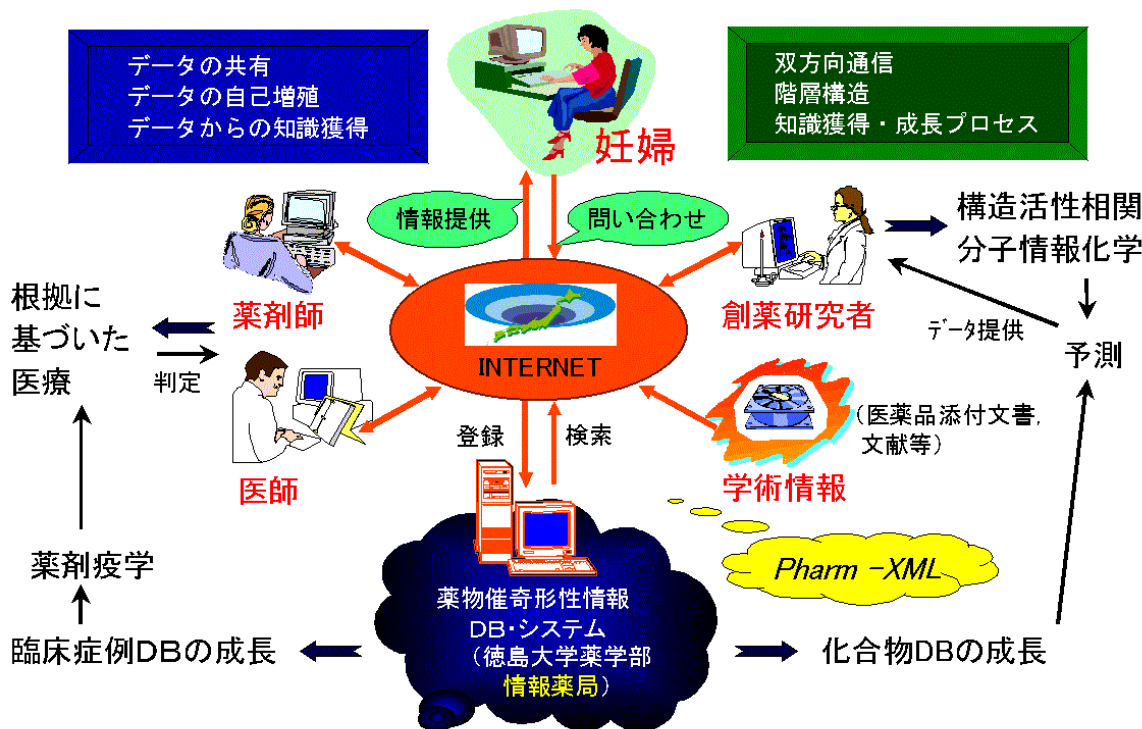 データの共有
データの自己増殖
データからの知識獲得
双方向通信
階層構造
知識獲得・成長プロセス
妊婦
情報提供
問い合わせ
構造活性相関
分子情報化学
薬剤師
創薬研究者
データ提供
予測
根拠に
基づいた
医療
判定
INTERNET
医師
登録
検索
学術情報
(医薬品添付文書,
文献等)
Pharm -XML
薬剤疫学
薬物催奇形性情報
DB・システム
(徳島大学薬学部
情報薬局)
臨床症例DBの成長
化合物DBの成長